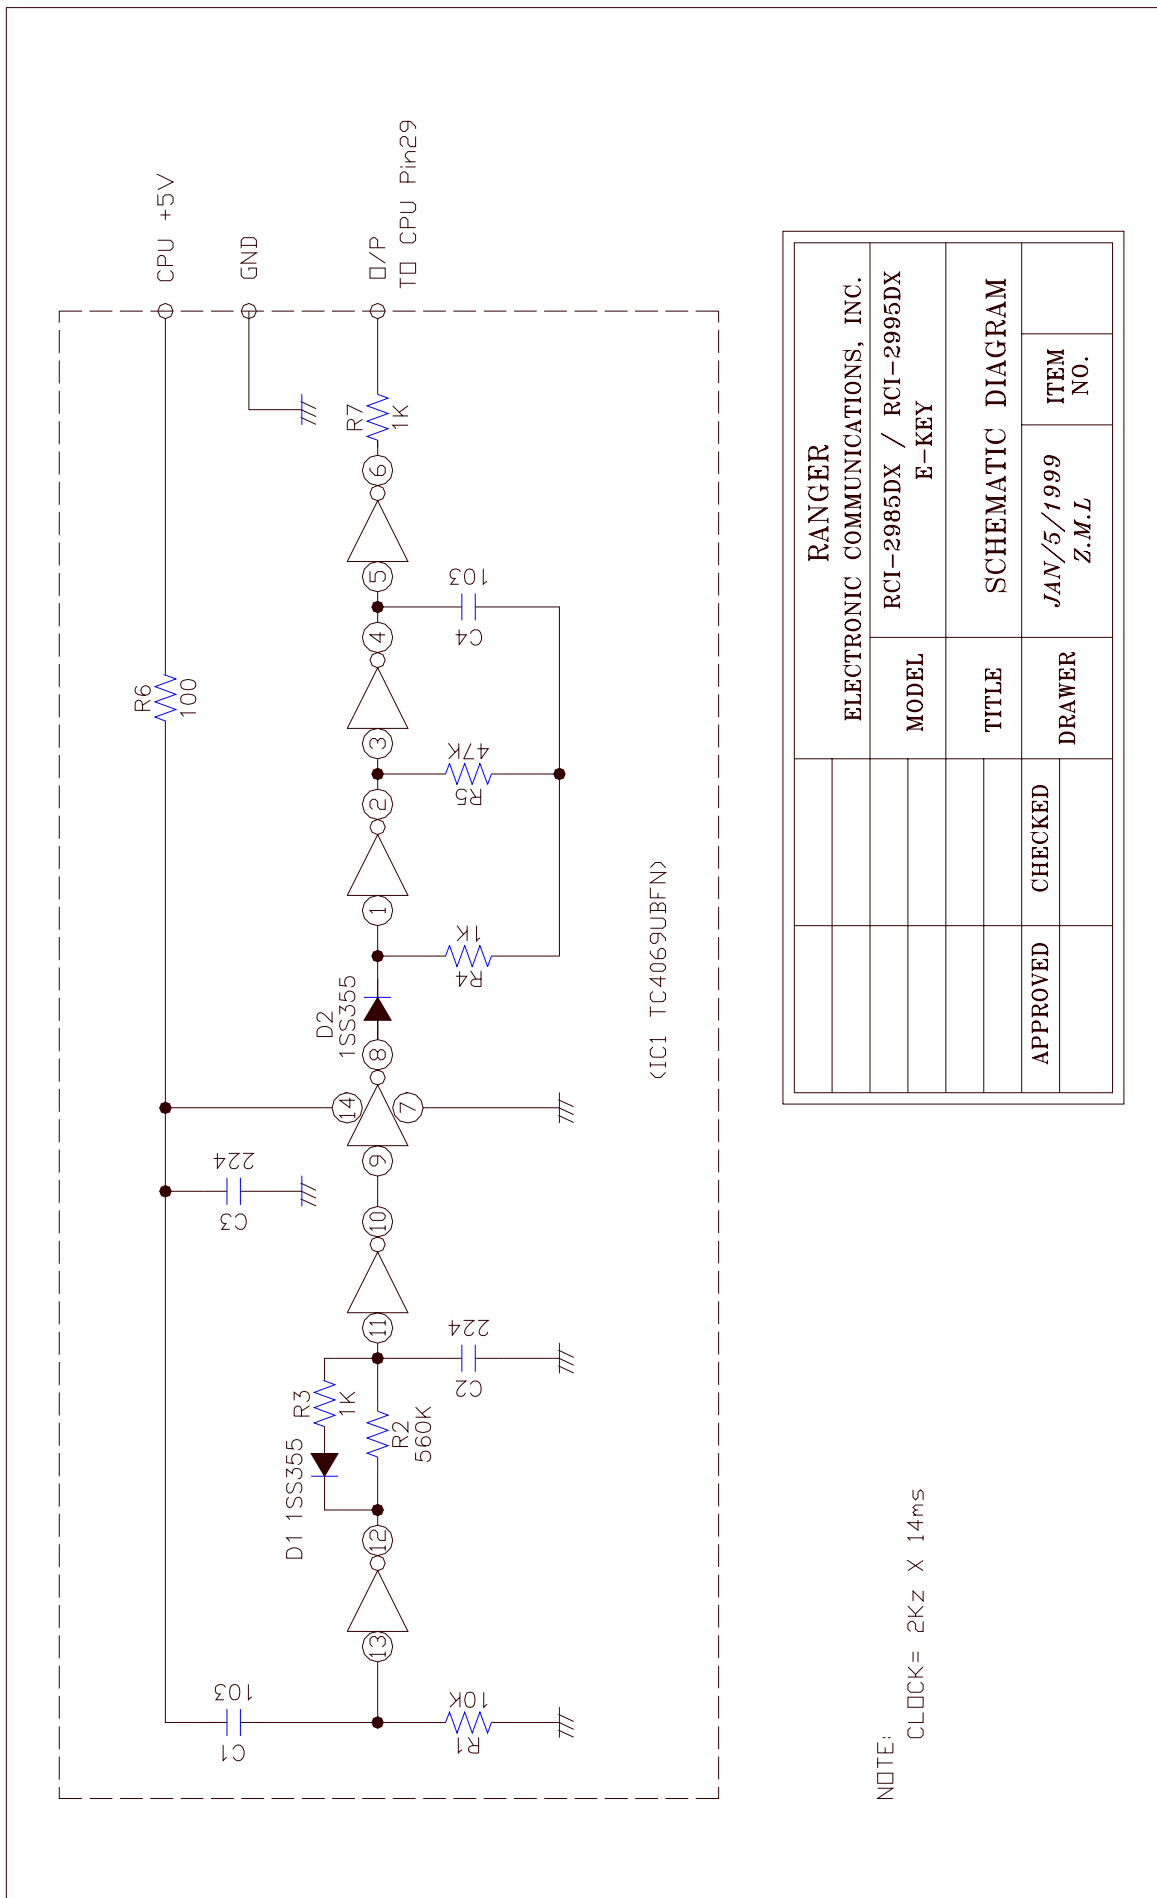 CPU +5V
R6
100
GND
O/P
TO CPU Pin29
C1
103
C3
224
14
7
D1 1SS355
R3
1K
R2
560K
D2
1SS355
R7
1K
13
12
11
10
9
8
1
2
3
4
5
6
R1
10K
C2
224
R4
1K
R5
47K
C4
103
(IC1 TC4069UBFN)
NOTE:
CLOCK= 2Kz X 14ms
RANGER
ELECTRONIC COMMUNICATIONS, INC.
MODEL
RCI-2985DX / RCI-2995DX
E-KEY
TITLE
SCHEMATIC DIAGRAM
APPROVED
CHECKED
DRAWER
JAN/5/1999
Z.M.L
ITEM
NO.